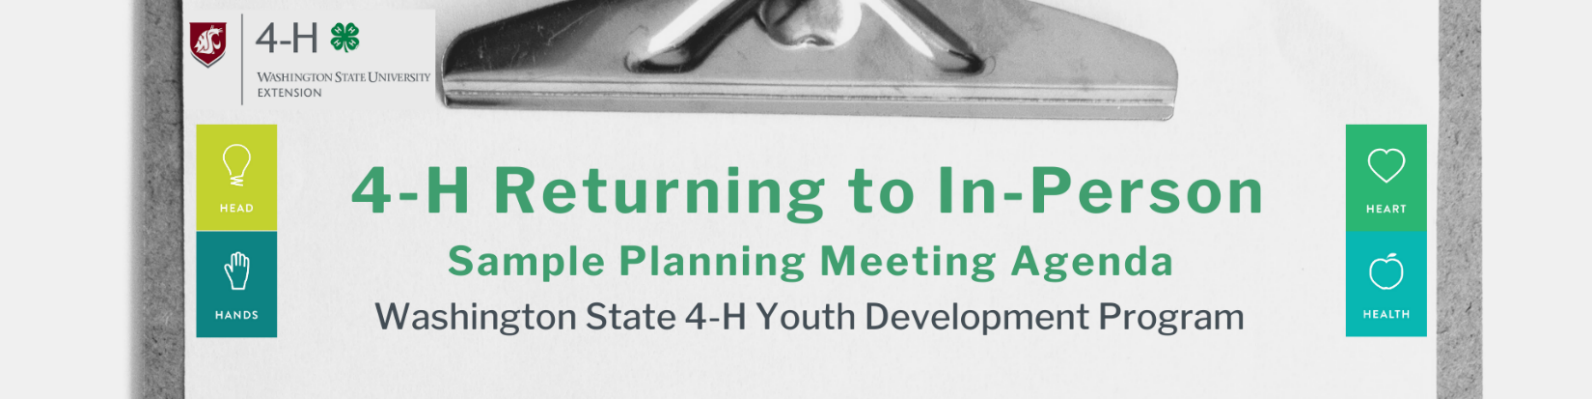 4-H
WASHINGTON STATE UNIVERSITY
EXTENSION
HEAD
HANDS
4-H Returning to In-Person
Sample Planning Meeting Agenda
Washington State 4-H Youth Development Program
HEART
HEALTH